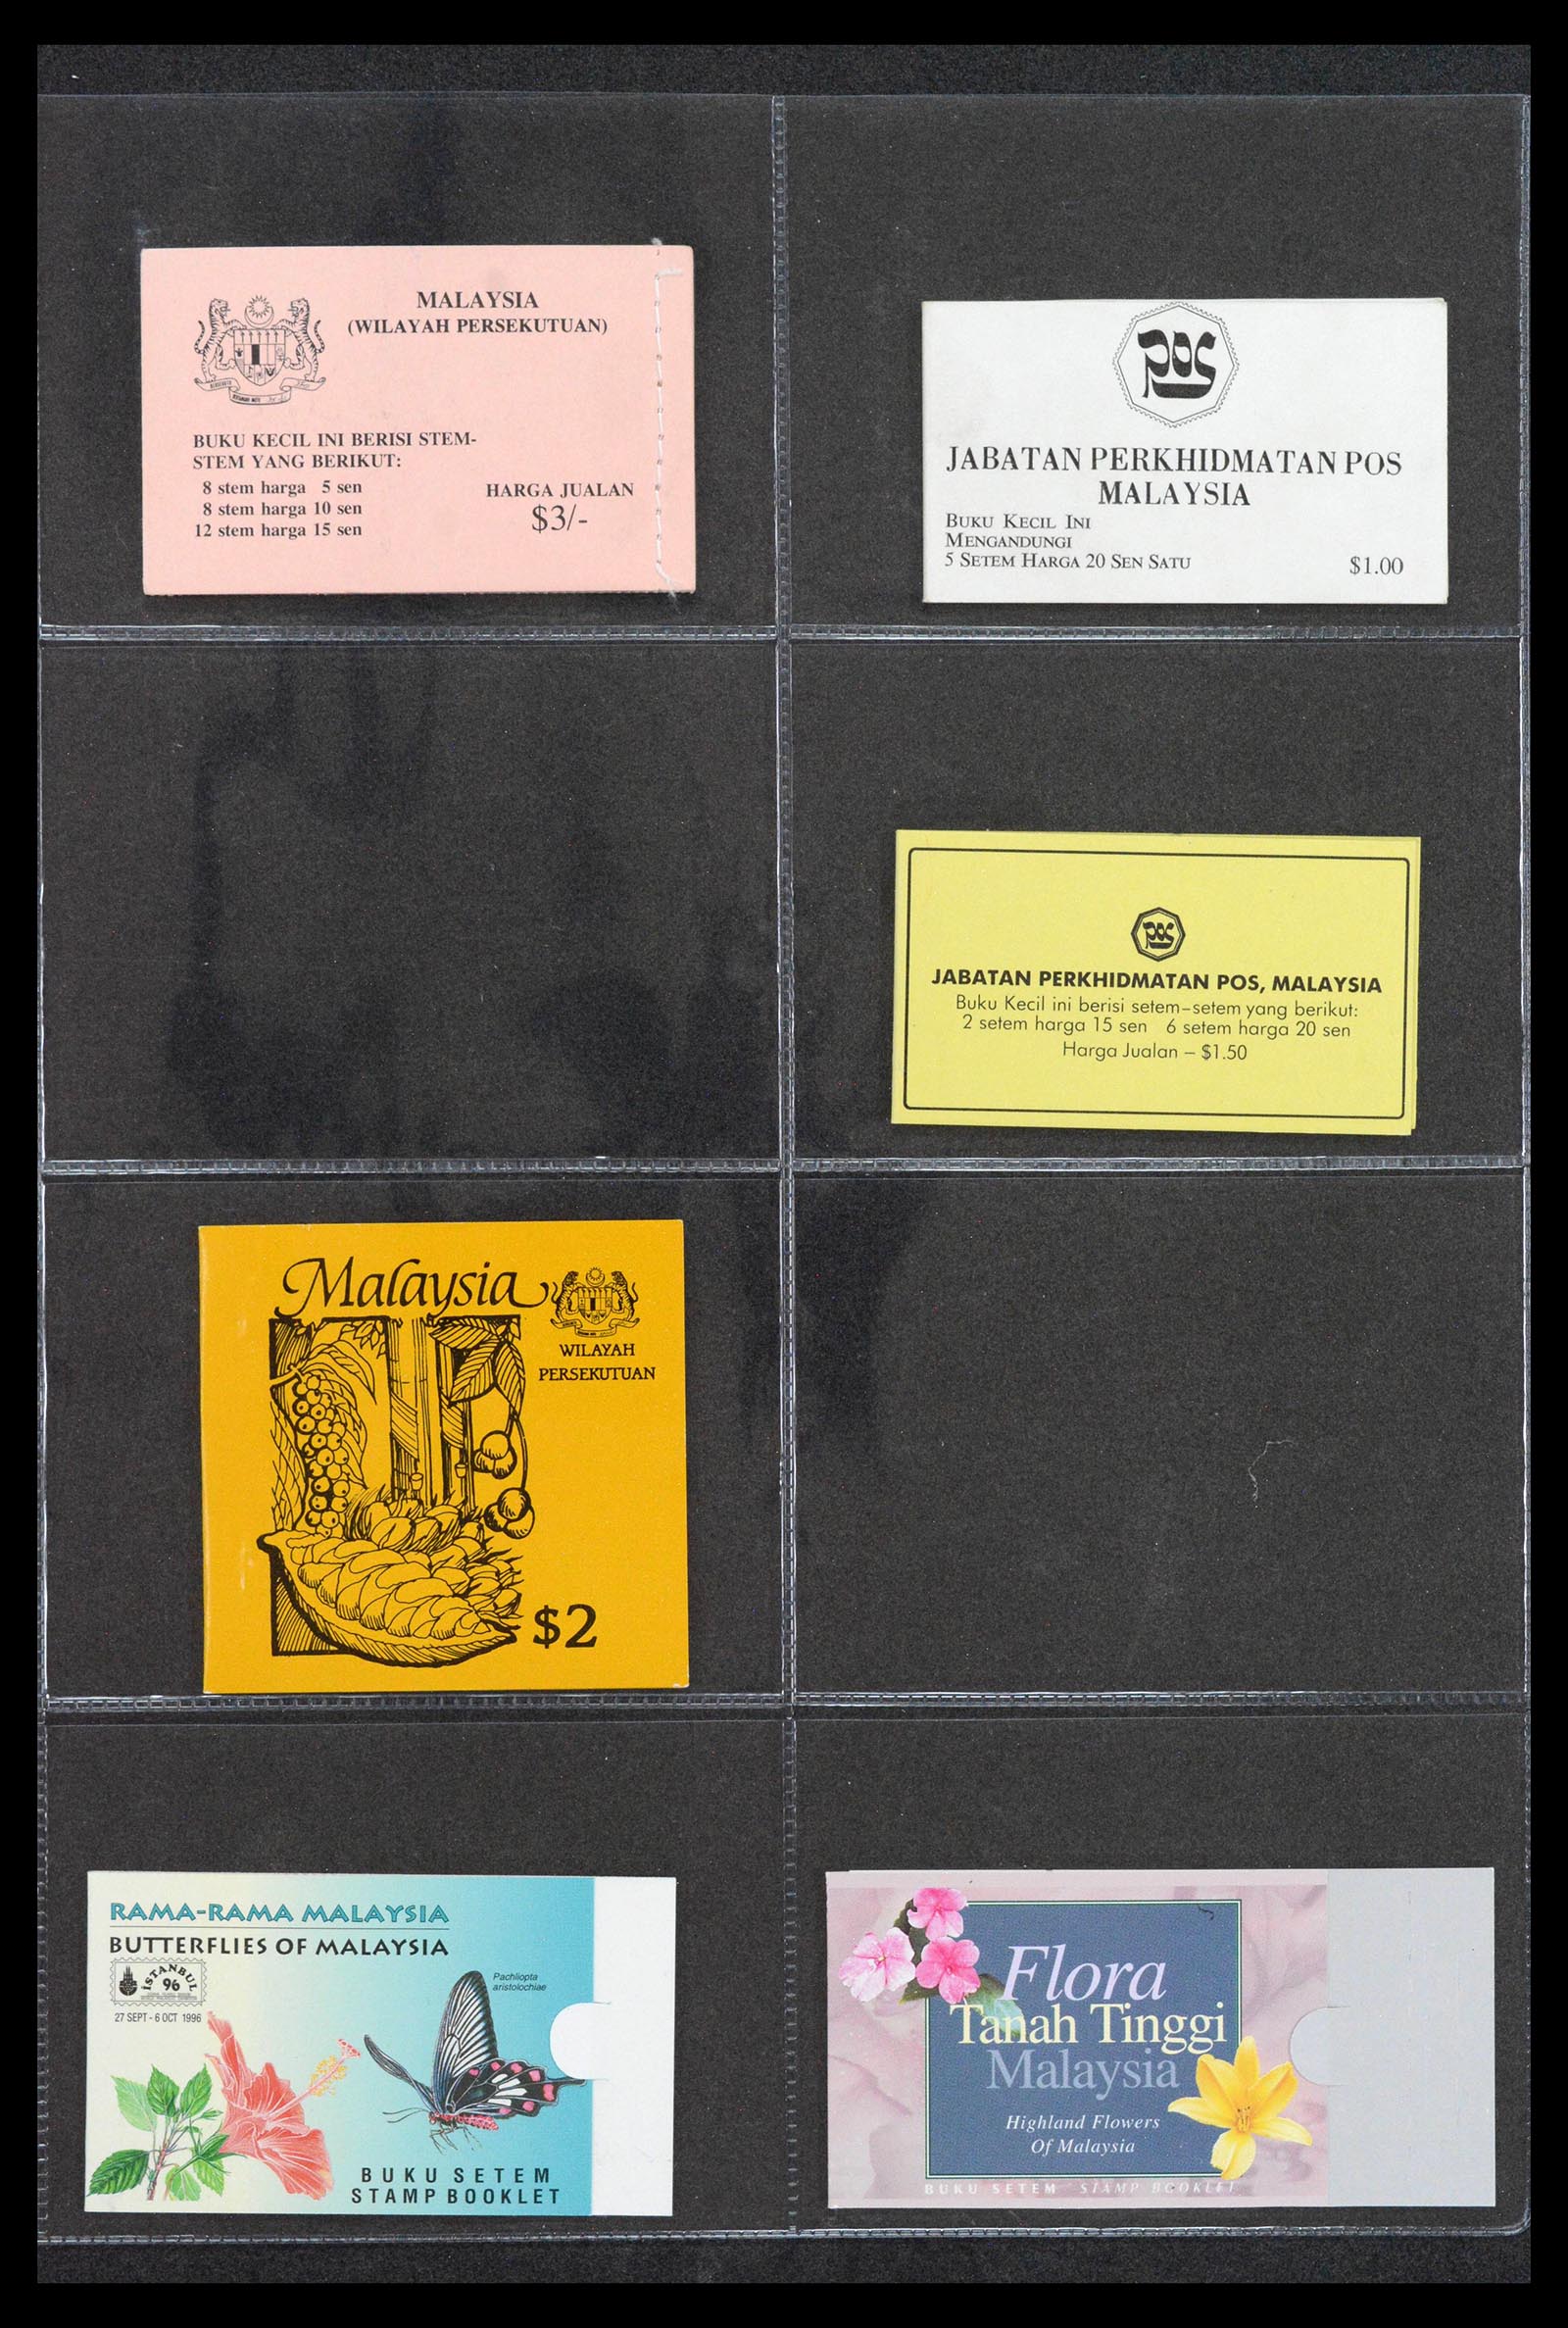 MALAYSIA
(WILAYAH PERSEKUTUAN)
BUKU KECIL INI BERISI STEM-
STEM YANG BERIKUT:
8 stem harga 5 sen
8 stem harga 10 sen
12 stem harga 15 sen
HARGA JUALAN
$3/-
POS
JABATAN PERKHIDMATAN POS
MALAYSIA
BUKU KECIL INI
MENGANDUNGI
5 SETEM HARGA 20 SEN SATU
$1.00
POS
JABATAN PERKHIDMATAN POS, MALAYSIA
Buku Kecil ini berisi setem-setem yang berikut:
2 setem harga 15 sen 6 setem harga 20 sen
Harga Jualan – $1.50
Malaysia
WILAYAH
PERSEKUTUAN
$2
RAMA-RAMA MALAYSIA
BUTTERFLIES OF MALAYSIA
İSTANBUL
96
27 SEPT - 6 OCT 1996
Pachliopta
aristolochiae
BUKU SETEM
STAMP BOOKLET
Flora
Tanah Tinggi
Malaysia
Highland Flowers
Of Malaysia
BUKU SETEM STAMP BOOKLET